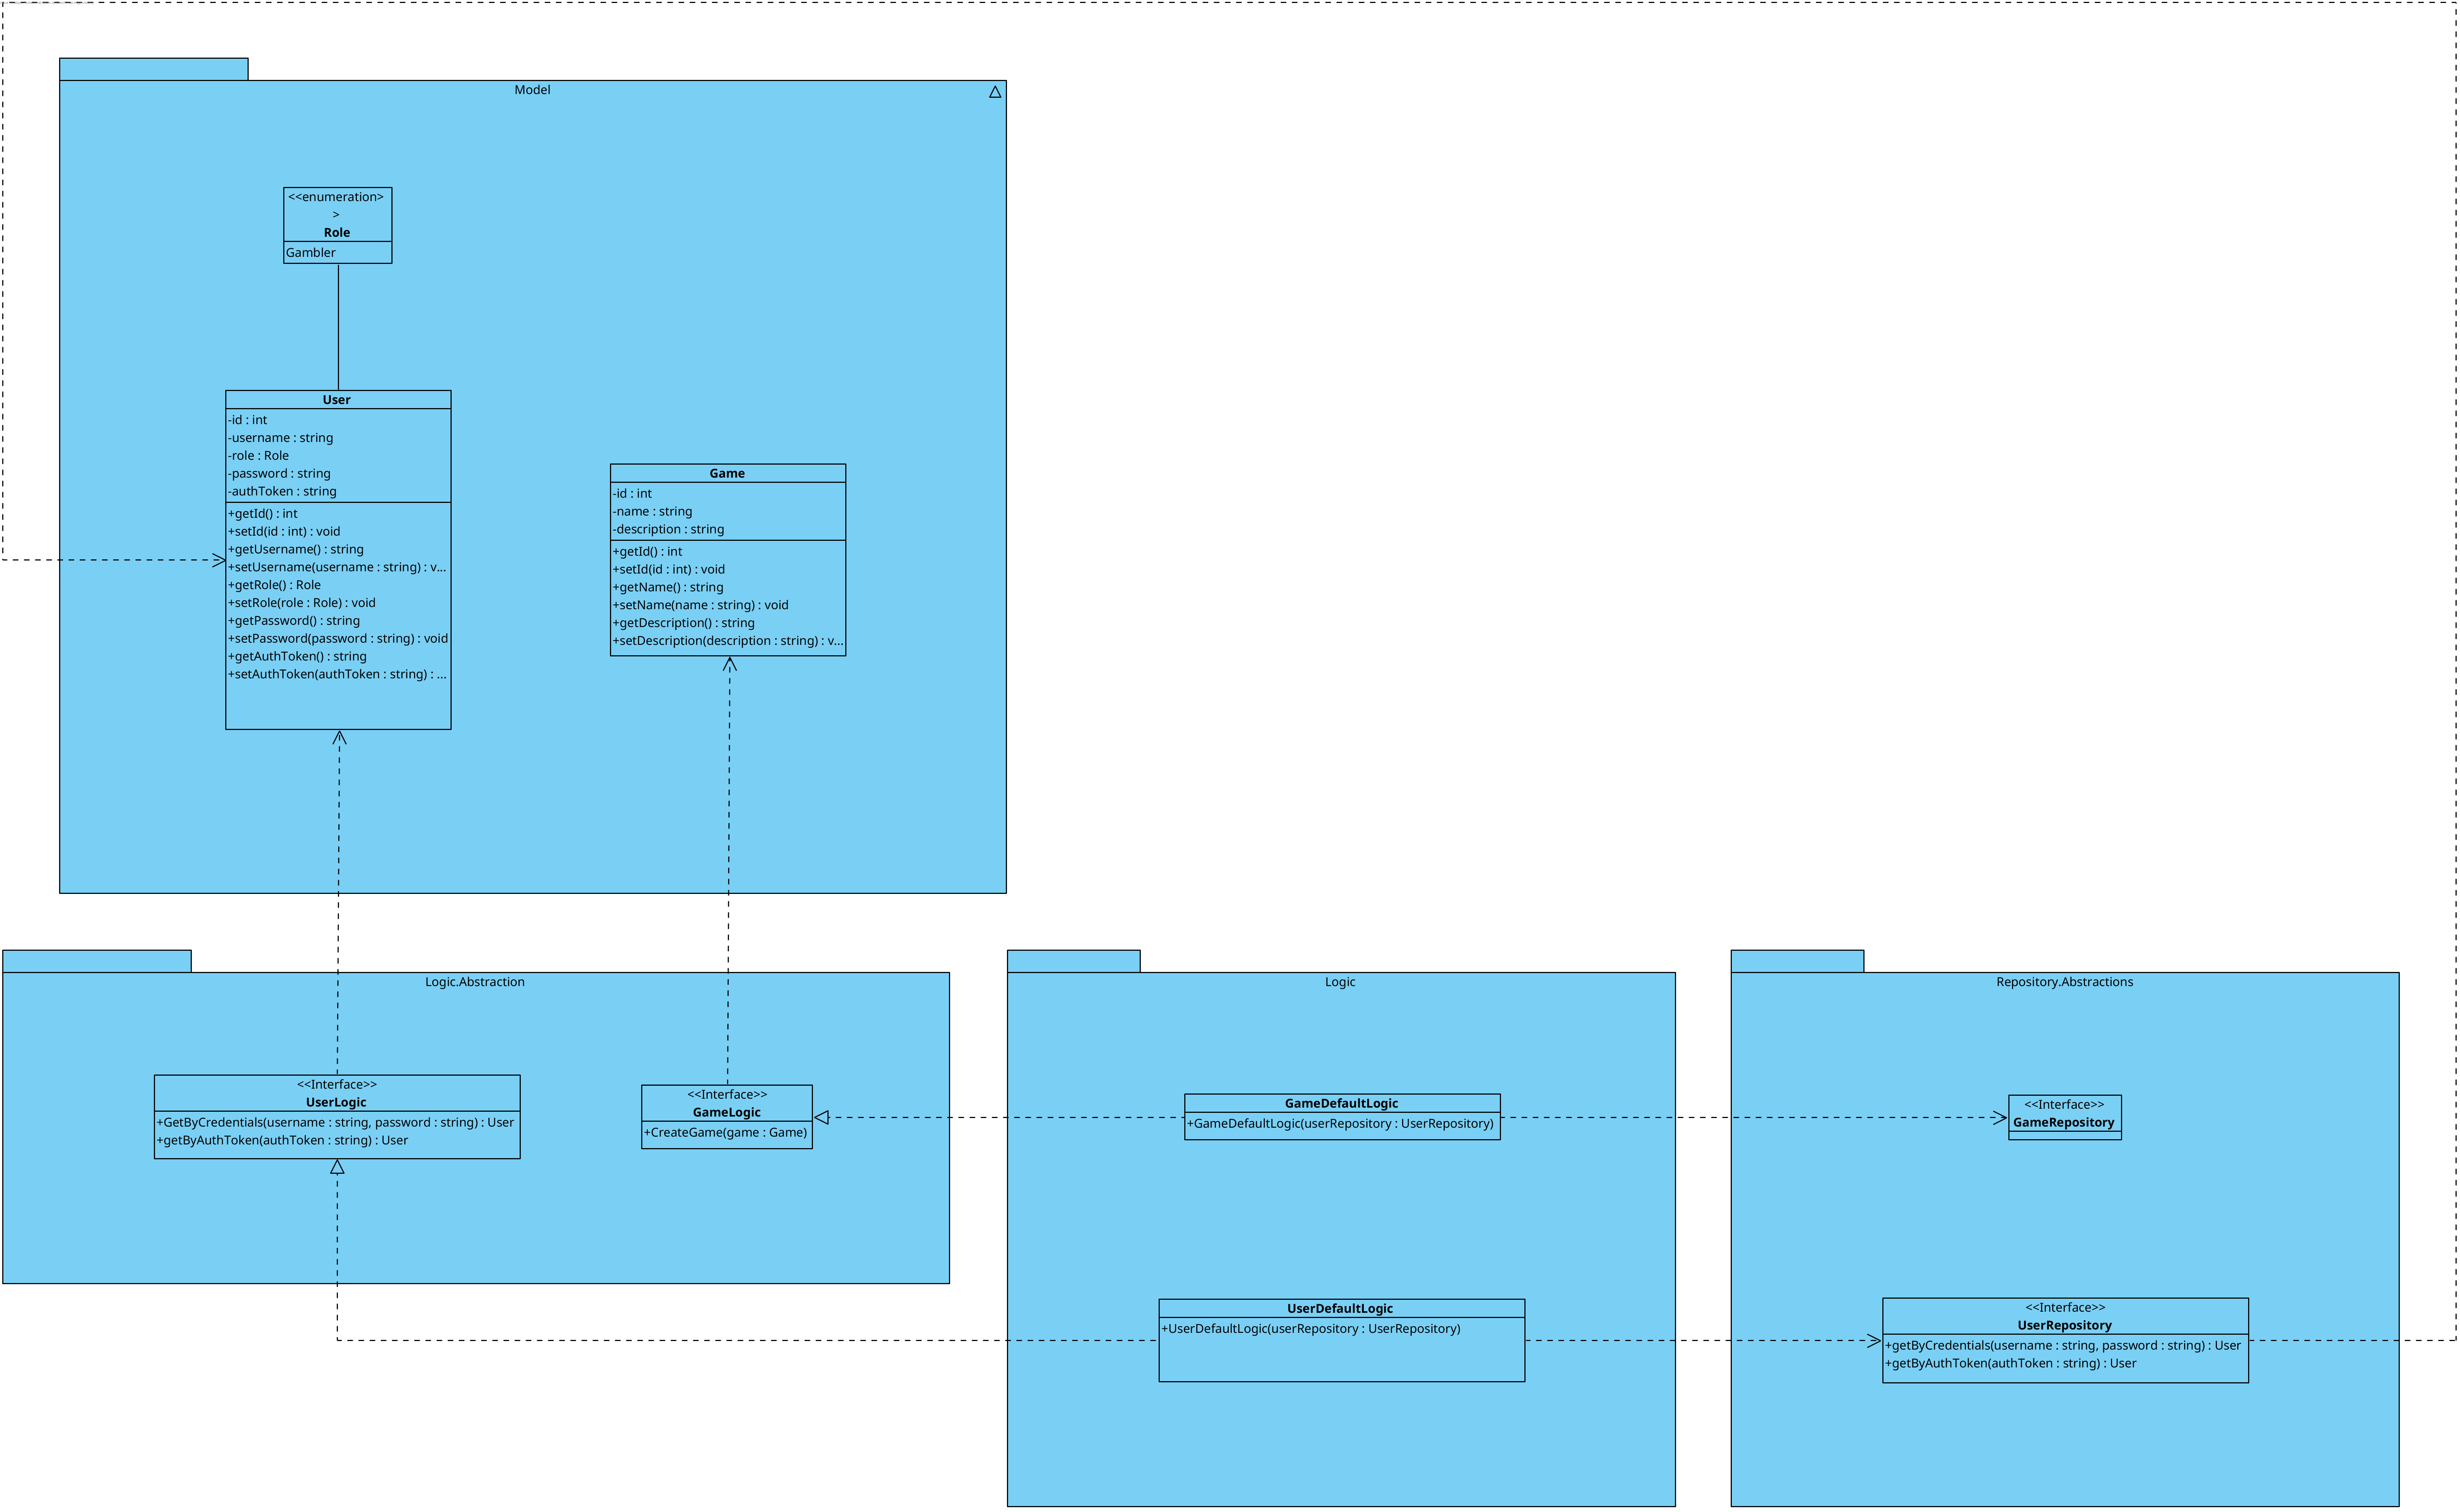 Model
<<enumeration>
>
Role
Gambler
User
-id : int
-username : string
-role : Role
-password : string
-authToken : string
+getId() : int
+setId(id : int) : void
+getUsername() : string
+setUsername(username : string) : v...
+getRole() : Role
+setRole(role : Role) : void
+getPassword() : string
+setPassword(password : string) : void
+getAuthToken() : string
+setAuthToken(authToken : string) : ...
Game
-id : int
-name : string
-description : string
+getId() : int
+setId(id : int) : void
+getName() : string
+setName(name : string) : void
+getDescription() : string
+setDescription(description : string) : v...
Logic.Abstraction
<<Interface>>
UserLogic
+GetByCredentials(username : string, password : string) : User
+getByAuthToken(authToken : string) : User
<<Interface>>
GameLogic
+CreateGame(game : Game)
Logic
GameDefaultLogic
+GameDefaultLogic(userRepository : UserRepository)
UserDefaultLogic
+UserDefaultLogic(userRepository : UserRepository)
Repository.Abstractions
<<Interface>>
GameRepository
<<Interface>>
UserRepository
+getByCredentials(username : string, password : string) : User
+getByAuthToken(authToken : string) : User